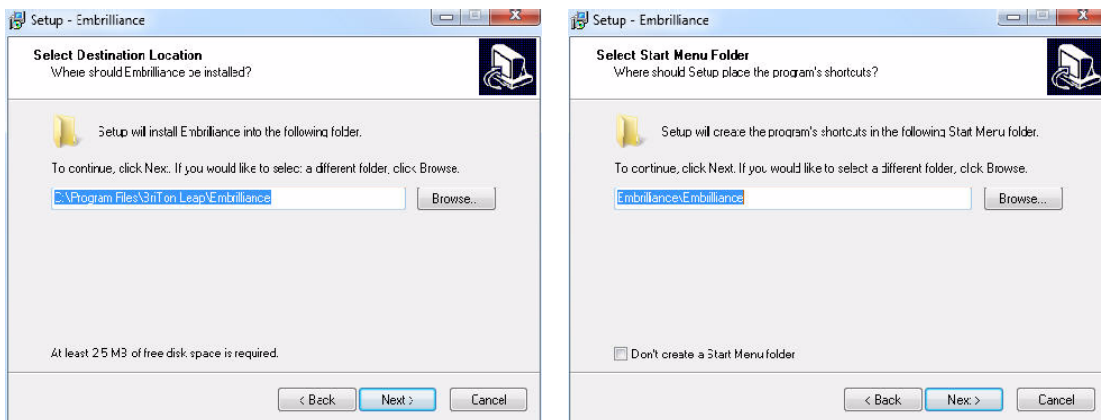 Setup - Embrilliance
Select Destination Location
Where should Embrilliance be installed?
Setup will install Embrilliance into the following folder.
To continue, click Next. If you would like to select a different folder, click Browse.
C:\Program Files\BriTon Leap\Embrilliance
Browse..
At least 25 MB of free disk space is required.
< Back
Next >
Cancel
Setup - Embrilliance
Select Start Menu Folder
Where should Setup place the program's shortcuts?
Setup will create the program's shortcuts in the following Start Menu folder.
To continue, click Next. If you would like to select a different folder, click Browse.
Embrilliance\Embrilliance
Browse...
Don't create a Start Menu folder
< Back
Next >
Cancel